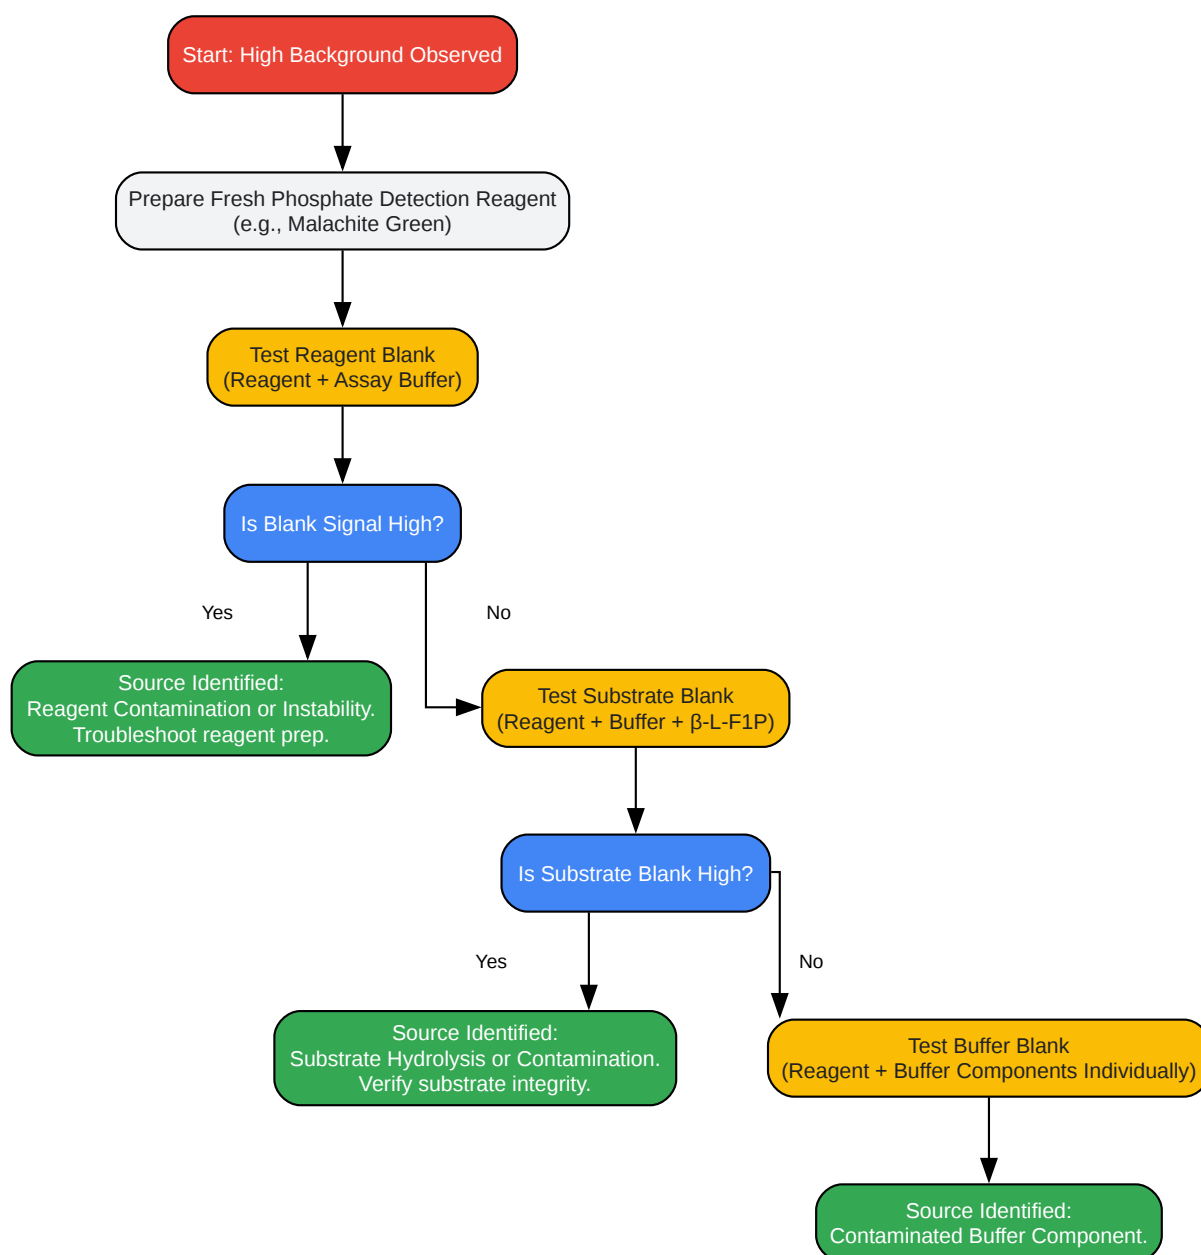 Start: High Background Observed
Prepare Fresh Phosphate Detection Reagent
(e.g., Malachite Green)
Test Reagent Blank
(Reagent + Assay Buffer)
Is Blank Signal High?
Yes
No
Source Identified:
Reagent Contamination or Instability.
Troubleshoot reagent prep.
Test Substrate Blank
(Reagent + Buffer + β-L-F1P)
Is Substrate Blank High?
Yes
No
Source Identified:
Substrate Hydrolysis or Contamination.
Verify substrate integrity.
Test Buffer Blank
(Reagent + Buffer Components Individually)
Source Identified:
Contaminated Buffer Component.